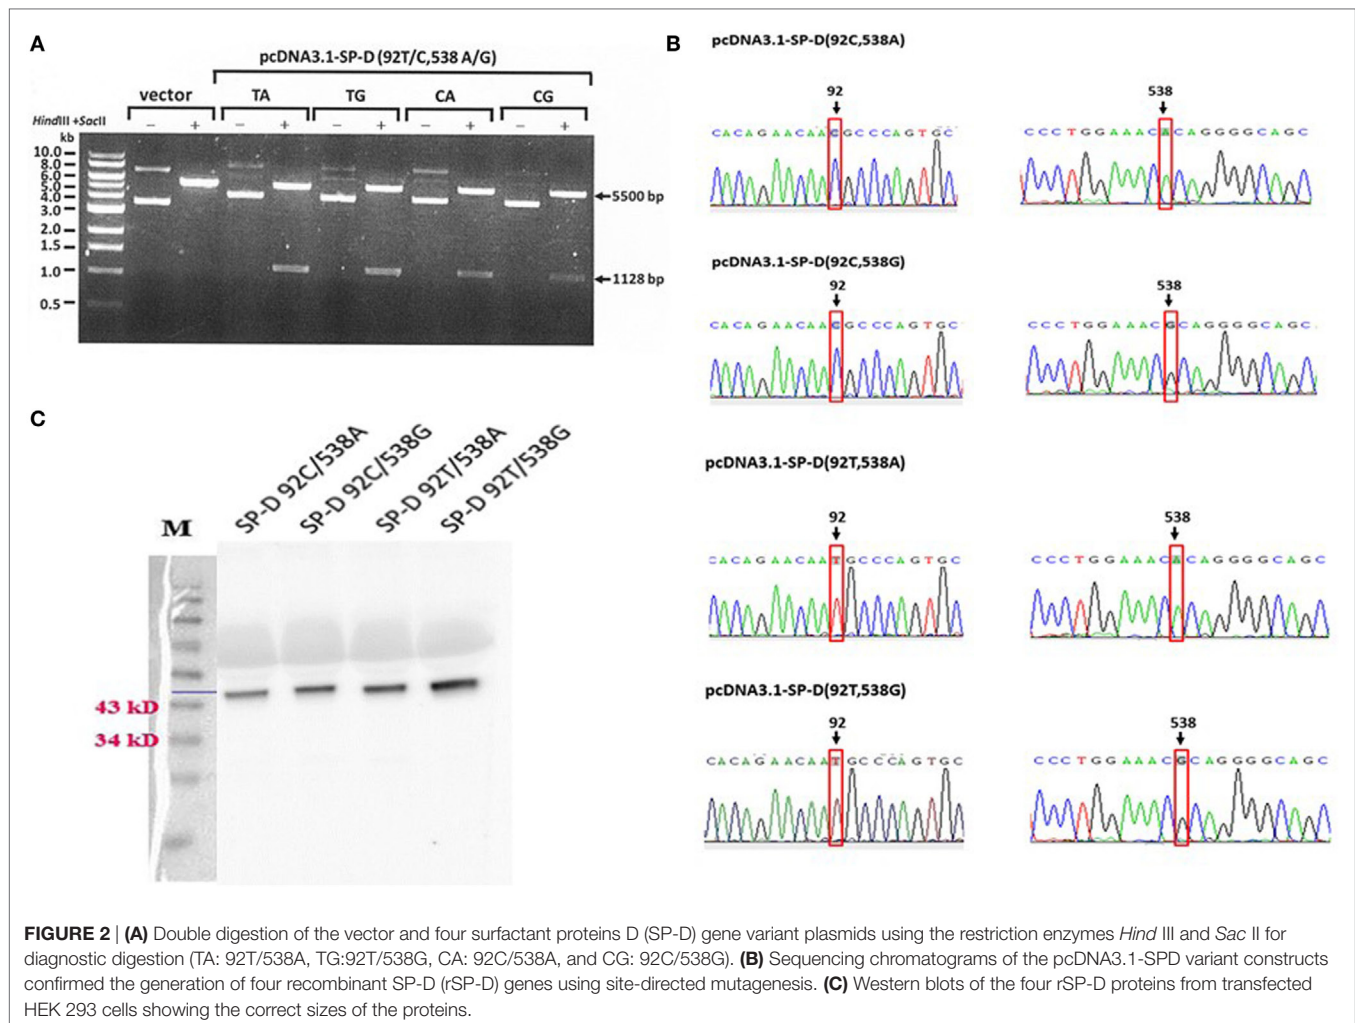 A
pcDNA3.1-SP-D (92T/C,538 A/G)
vector TA TG CA CG
HindIII +SacII − + − + − + − + − +
kb
10.0
8.0
6.0
5.0
4.0
3.0
2.0
1.5
1.0
0.5
5500 bp
1128 bp
B
pcDNA3.1-SP-D(92C,538A)
92 538
CACAGAACAACGCCCAGTGC CCCTGGAAACACAGGGGCAGC
pcDNA3.1-SP-D(92C,538G)
92 538
CACAGAACAACGCCCAGTGC CCCTGGAAACGCAGGGGCAGC
pcDNA3.1-SP-D(92T,538A)
92 538
CACAGAACAATGCCCAGTGC CCCTGGAAACACAGGGGCAGC
pcDNA3.1-SP-D(92T,538G)
92 538
CACAGAACAATGCCCAGTGC CCCTGGAAACGCAGGGGCAGC
C
SP-D 92C/538A
SP-D 92C/538G
SP-D 92T/538A
SP-D 92T/538G
M
43 kD
34 kD
FIGURE 2 | (A) Double digestion of the vector and four surfactant proteins D (SP-D) gene variant plasmids using the restriction enzymes Hind III and Sac II for
diagnostic digestion (TA: 92T/538A, TG:92T/538G, CA: 92C/538A, and CG: 92C/538G). (B) Sequencing chromatograms of the pcDNA3.1-SPD variant constructs
confirmed the generation of four recombinant SP-D (rSP-D) genes using site-directed mutagenesis. (C) Western blots of the four rSP-D proteins from transfected
HEK 293 cells showing the correct sizes of the proteins.